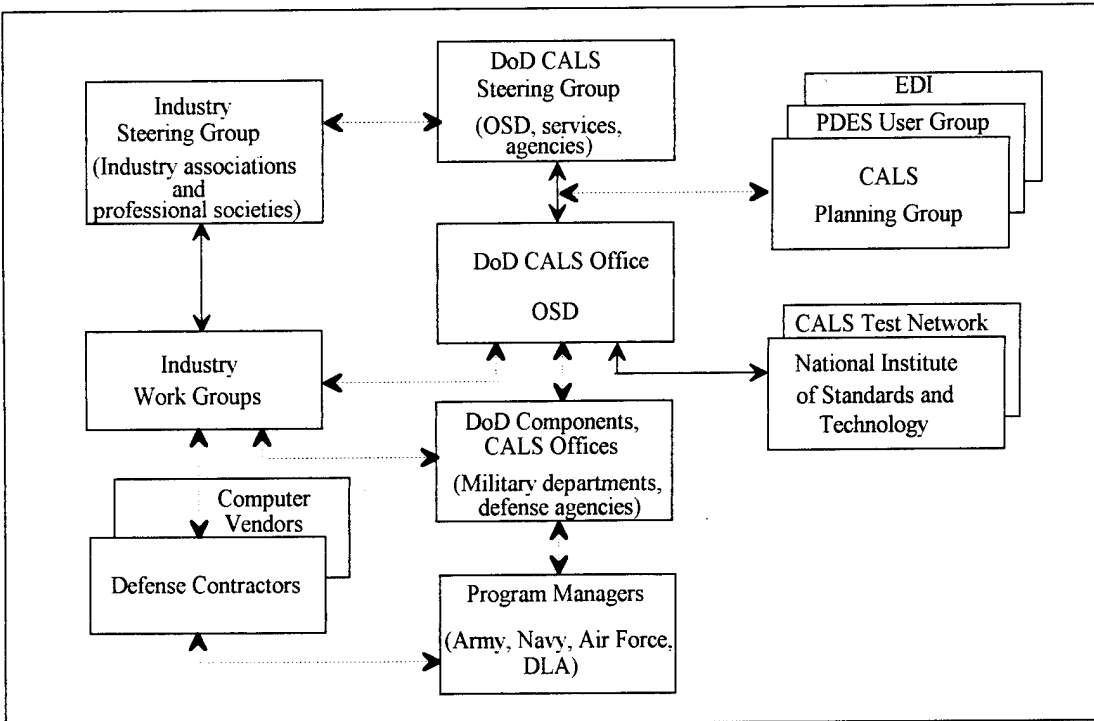 DoD CALS
Steering Group
(OSD, services,
agencies)
Industry
Steering Group
(Industry associations
and
professional societies)
EDI
PDES User Group
CALS
Planning Group
DoD CALS Office
OSD
CALS Test Network
National Institute
of Standards and
Technology
Industry
Work Groups
DoD Components,
CALS Offices
(Military departments,
defense agencies)
Computer
Vendors
Defense Contractors
Program Managers
(Army, Navy, Air Force,
DLA)